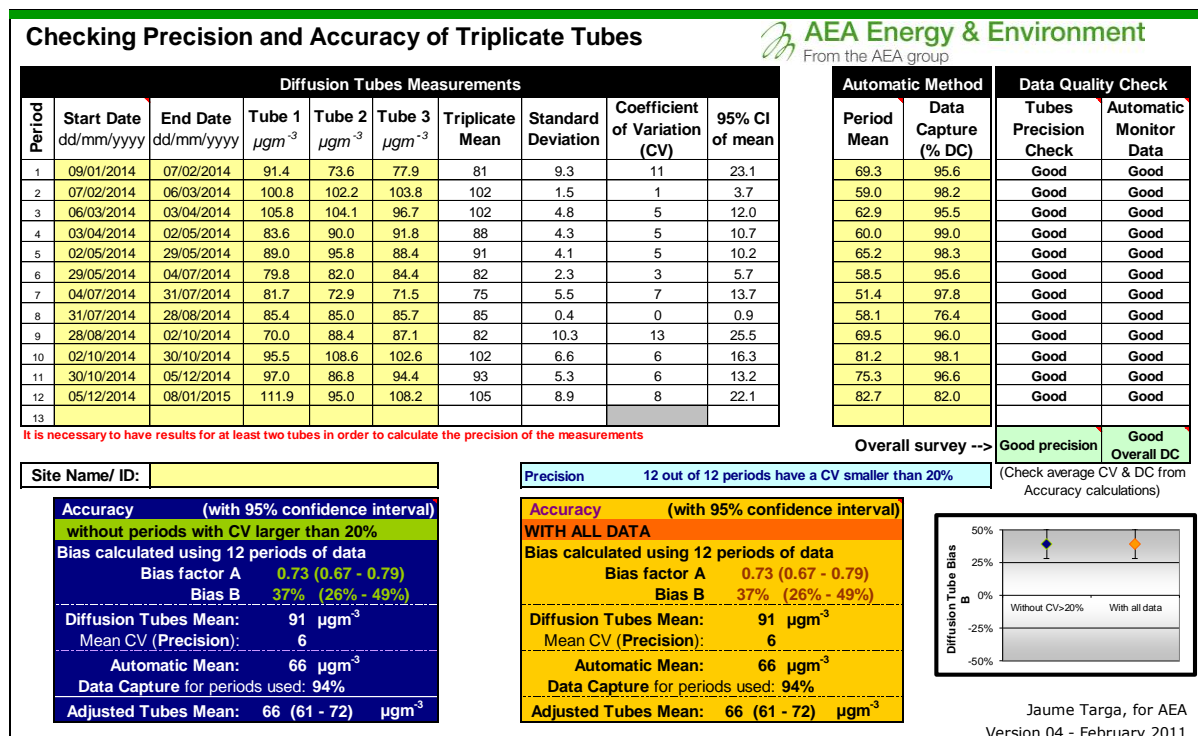 Checking Precision and Accuracy of Triplicate Tubes
AEA Energy & Environment
From the AEA group
Diffusion Tubes Measurements
Automatic Method
Data Quality Check
Period Start Date dd/mm/yyyy End Date dd/mm/yyyy Tube 1 µgm⁻³ Tube 2 µgm⁻³ Tube 3 µgm⁻³ Triplicate Mean Standard Deviation Coefficient of Variation (CV) 95% CI of mean Period Mean Data Capture (% DC) Tubes Precision Check Automatic Monitor Data
1 09/01/2014 07/02/2014 91.4 73.6 77.9 81 9.3 11 23.1 69.3 95.6 Good Good
2 07/02/2014 06/03/2014 100.8 102.2 103.8 102 1.5 1 3.7 59.0 98.2 Good Good
3 06/03/2014 03/04/2014 105.8 104.1 96.7 102 4.8 5 12.0 62.9 95.5 Good Good
4 03/04/2014 02/05/2014 83.6 90.0 91.8 88 4.3 5 10.7 60.0 99.0 Good Good
5 02/05/2014 29/05/2014 89.0 95.8 88.4 91 4.1 5 10.2 65.2 98.3 Good Good
6 29/05/2014 04/07/2014 79.8 82.0 84.4 82 2.3 3 5.7 58.5 95.6 Good Good
7 04/07/2014 31/07/2014 81.7 72.9 71.5 75 5.5 7 13.7 51.4 97.8 Good Good
8 31/07/2014 28/08/2014 85.4 85.0 85.7 85 0.4 0 0.9 58.1 76.4 Good Good
9 28/08/2014 02/10/2014 70.0 88.4 87.1 82 10.3 13 25.5 69.5 96.0 Good Good
10 02/10/2014 30/10/2014 95.5 108.6 102.6 102 6.6 6 16.3 81.2 98.1 Good Good
11 30/10/2014 05/12/2014 97.0 86.8 94.4 93 5.3 6 13.2 75.3 96.6 Good Good
12 05/12/2014 08/01/2015 111.9 95.0 108.2 105 8.9 8 22.1 82.7 82.0 Good Good
13
It is necessary to have results for at least two tubes in order to calculate the precision of the measurements
Overall survey --> Good precision Good Overall DC
Site Name/ ID:
Precision 12 out of 12 periods have a CV smaller than 20%
(Check average CV & DC from
Accuracy calculations)
Accuracy (with 95% confidence interval)
without periods with CV larger than 20%
Bias calculated using 12 periods of data
Bias factor A 0.73 (0.67 - 0.79)
Bias B 37% (26% - 49%)
Diffusion Tubes Mean: 91 µgm⁻³
Mean CV (Precision): 6
Automatic Mean: 66 µgm⁻³
Data Capture for periods used: 94%
Adjusted Tubes Mean: 66 (61 - 72) µgm⁻³
Accuracy (with 95% confidence interval)
WITH ALL DATA
Bias calculated using 12 periods of data
Bias factor A 0.73 (0.67 - 0.79)
Bias B 37% (26% - 49%)
Diffusion Tubes Mean: 91 µgm⁻³
Mean CV (Precision): 6
Automatic Mean: 66 µgm⁻³
Data Capture for periods used: 94%
Adjusted Tubes Mean: 66 (61 - 72) µgm⁻³
Diffusion Tube Bias B
50%
25%
0%
-25%
-50%
Without CV>20% With all data
Jaume Targa, for AEA
Version 04 - February 2011